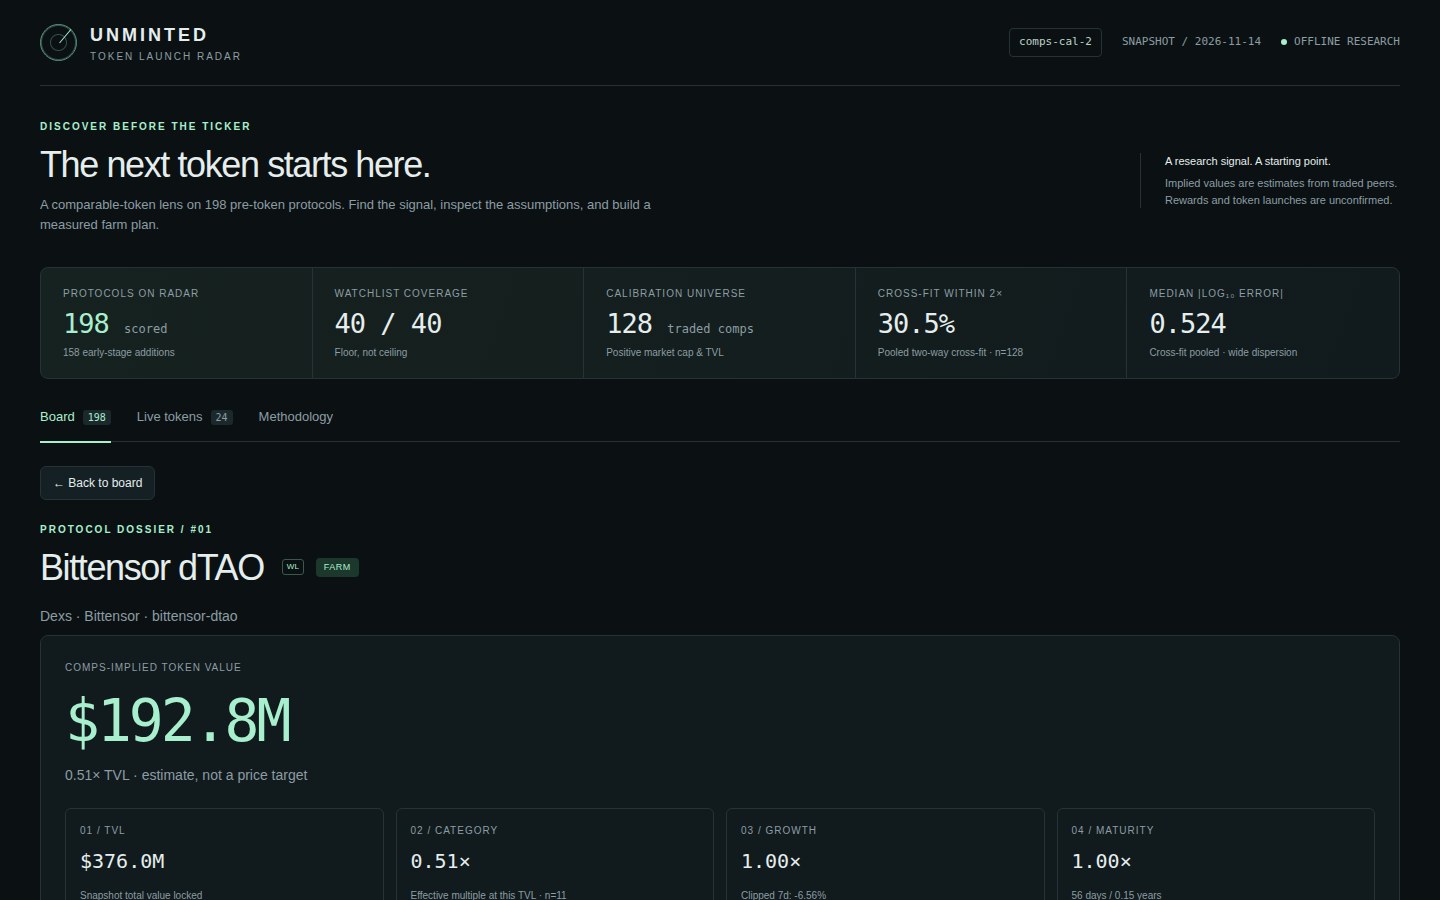 UNMINTED
TOKEN LAUNCH RADAR
comps-cal-2
SNAPSHOT / 2026-11-14
OFFLINE RESEARCH
DISCOVER BEFORE THE TICKER
The next token starts here.
A comparable-token lens on 198 pre-token protocols. Find the signal, inspect the assumptions, and build a
measured farm plan.
A research signal. A starting point.
Implied values are estimates from traded peers.
Rewards and token launches are unconfirmed.
PROTOCOLS ON RADAR
198 scored
158 early-stage additions
WATCHLIST COVERAGE
40 / 40
Floor, not ceiling
CALIBRATION UNIVERSE
128 traded comps
Positive market cap & TVL
CROSS-FIT WITHIN 2×
30.5%
Pooled two-way cross-fit · n=128
MEDIAN |LOG₁₀ ERROR|
0.524
Cross-fit pooled · wide dispersion
Board 198
Live tokens 24
Methodology
← Back to board
PROTOCOL DOSSIER / #01
Bittensor dTAO WL FARM
Dexs · Bittensor · bittensor-dtao
COMPS-IMPLIED TOKEN VALUE
$192.8M
0.51× TVL · estimate, not a price target
01 / TVL
$376.0M
Snapshot total value locked
02 / CATEGORY
0.51×
Effective multiple at this TVL · n=11
03 / GROWTH
1.00×
Clipped 7d: -6.56%
04 / MATURITY
1.00×
56 days / 0.15 years